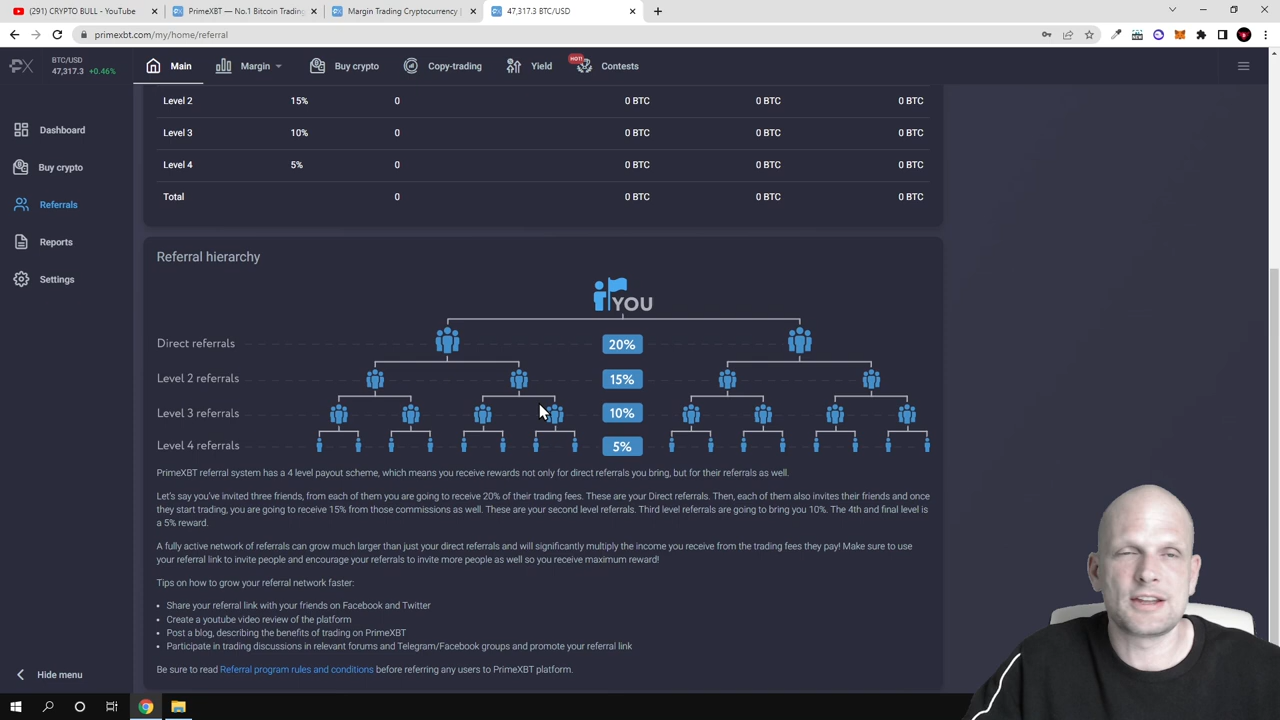 (291) CRYPTO BULL - YouTube
PrimeXBT — No.1 Bitcoin Trading
Margin Trading Cryptocurrency |
47,317.3 BTC/USD
primexbt.com/my/home/referral
BTC/USD
47,317.3 +0.46%
Main
Margin
Buy crypto
Copy-trading
Yield
HOT!
Contests
Dashboard
Buy crypto
Referrals
Reports
Settings
Hide menu
Level 2 15% 0 0 BTC 0 BTC 0 BTC
Level 3 10% 0 0 BTC 0 BTC 0 BTC
Level 4 5% 0 0 BTC 0 BTC 0 BTC
Total 0 0 BTC 0 BTC 0 BTC
Referral hierarchy
YOU
Direct referrals 20%
Level 2 referrals 15%
Level 3 referrals 10%
Level 4 referrals 5%
PrimeXBT referral system has a 4 level payout scheme, which means you receive rewards not only for direct referrals you bring, but for their referrals as well.
Let's say you've invited three friends, from each of them you are going to receive 20% of their trading fees. These are your Direct referrals. Then, each of them also invites their friends and once
they start trading, you are going to receive 15% from those commissions as well. These are your second level referrals. Third level referrals are going to bring you 10%. The 4th and final level is
a 5% reward.
A fully active network of referrals can grow much larger than just your direct referrals and will significantly multiply the income you receive from the trading fees they pay! Make sure to use
your referral link to invite people and encourage your referrals to invite more people as well so you receive maximum reward!
Tips on how to grow your referral network faster:
• Share your referral link with your friends on Facebook and Twitter
• Create a youtube video review of the platform
• Post a blog, describing the benefits of trading on PrimeXBT
• Participate in trading discussions in relevant forums and Telegram/Facebook groups and promote your referral link
Be sure to read Referral program rules and conditions before referring any users to PrimeXBT platform.